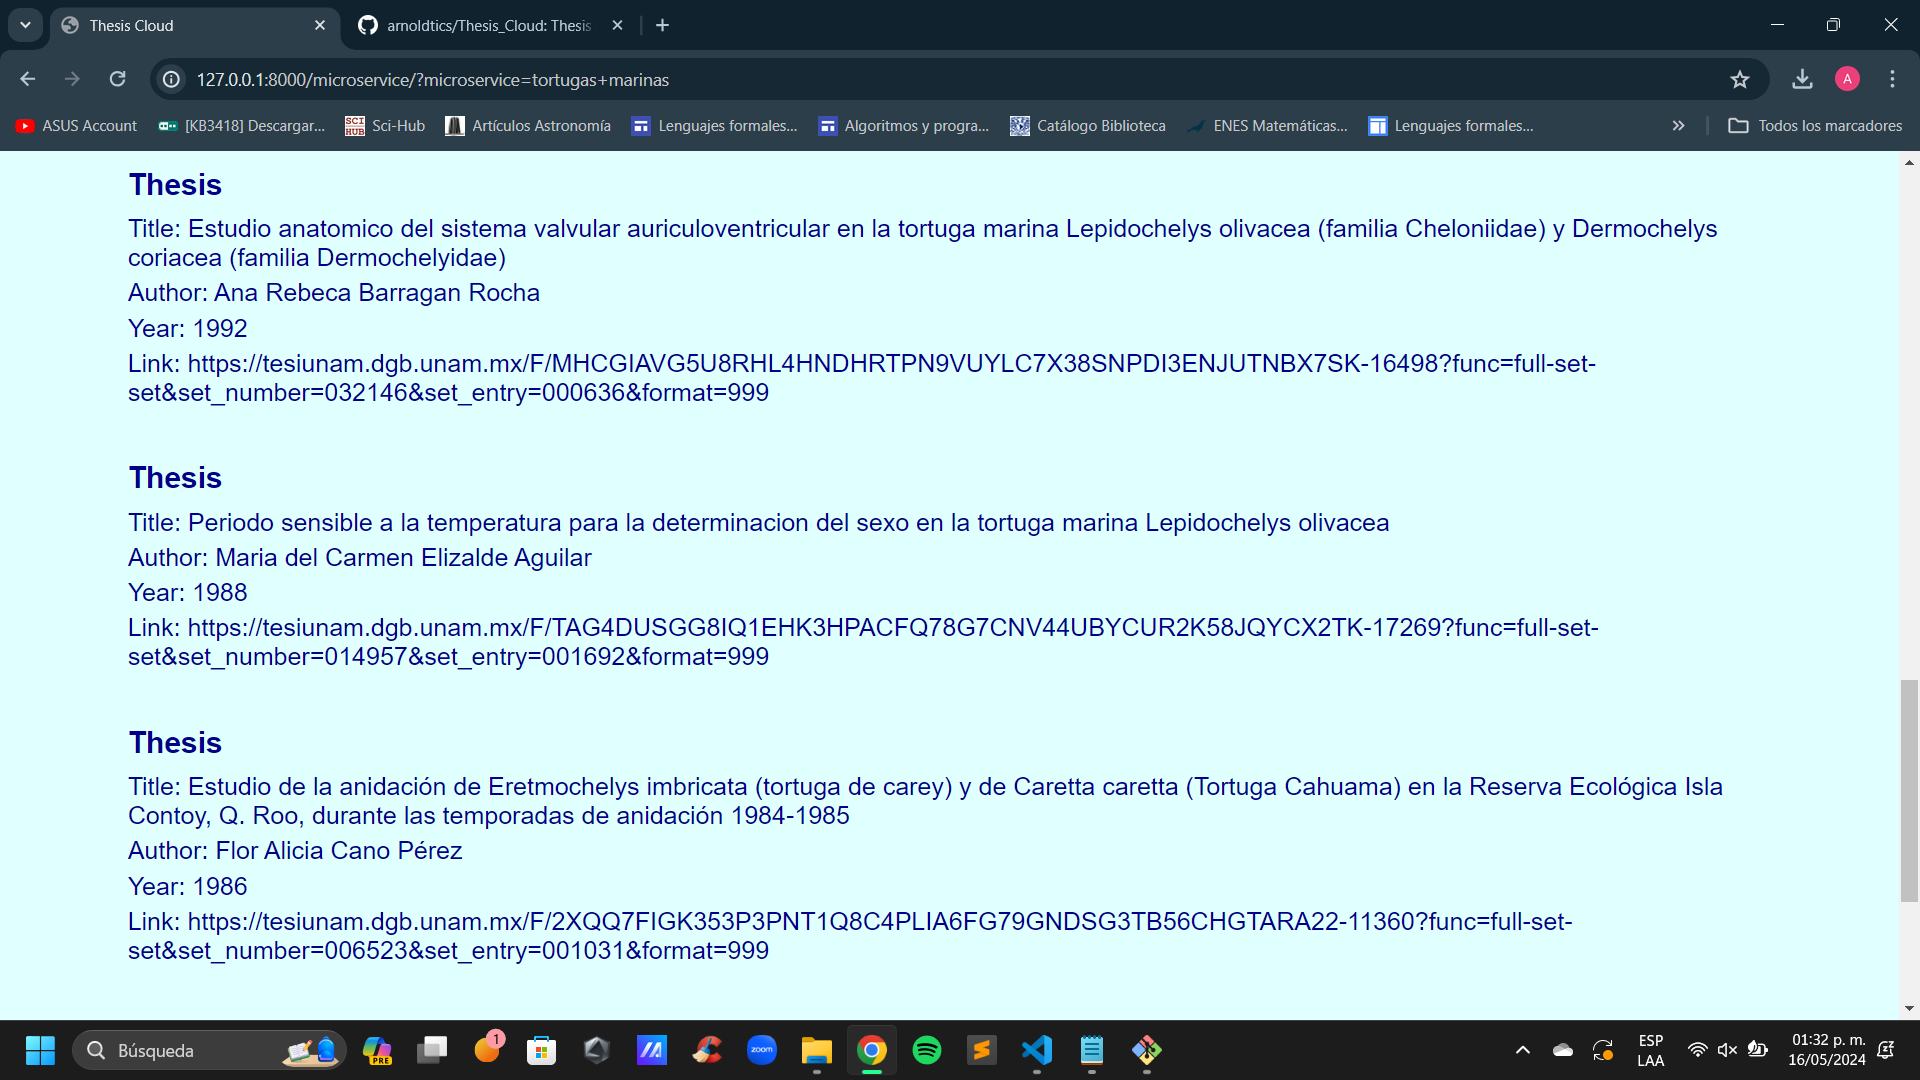 Thesis Cloud
arnoldtics/Thesis_Cloud: Thesis
127.0.0.1:8000/microservice/?microservice=tortugas+marinas
A
ASUS Account
[KB3418] Descargar...
SCI HUB
Sci-Hub
Artículos Astronomía
Lenguajes formales...
Algoritmos y progra...
Catálogo Biblioteca
ENES Matemáticas...
Lenguajes formales...
Todos los marcadores
Thesis
Title: Estudio anatomico del sistema valvular auriculoventricular en la tortuga marina Lepidochelys olivacea (familia Cheloniidae) y Dermochelys
coriacea (familia Dermochelyidae)
Author: Ana Rebeca Barragan Rocha
Year: 1992
Link: https://tesiunam.dgb.unam.mx/F/MHCGIAVG5U8RHL4HNDHRTPN9VUYLC7X38SNPDI3ENJUTNBX7SK-16498?func=full-set-
set&set_number=032146&set_entry=000636&format=999
Thesis
Title: Periodo sensible a la temperatura para la determinacion del sexo en la tortuga marina Lepidochelys olivacea
Author: Maria del Carmen Elizalde Aguilar
Year: 1988
Link: https://tesiunam.dgb.unam.mx/F/TAG4DUSGG8IQ1EHK3HPACFQ78G7CNV44UBYCUR2K58JQYCX2TK-17269?func=full-set-
set&set_number=014957&set_entry=001692&format=999
Thesis
Title: Estudio de la anidación de Eretmochelys imbricata (tortuga de carey) y de Caretta caretta (Tortuga Cahuama) en la Reserva Ecológica Isla
Contoy, Q. Roo, durante las temporadas de anidación 1984-1985
Author: Flor Alicia Cano Pérez
Year: 1986
Link: https://tesiunam.dgb.unam.mx/F/2XQQ7FIGK353P3PNT1Q8C4PLIA6FG79GNDSG3TB56CHGTARA22-11360?func=full-set-
set&set_number=006523&set_entry=001031&format=999
Búsqueda
PRE
1
zoom
ESP
LAA
01:32 p. m.
16/05/2024